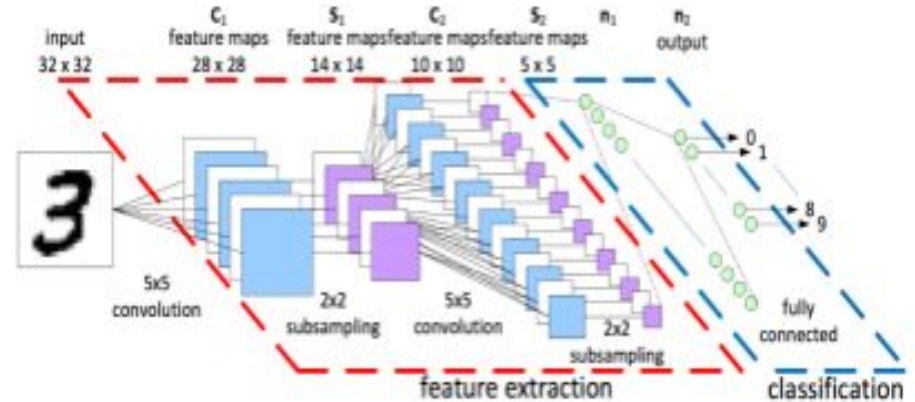 input
32 x 32
C₁
feature maps
28 x 28
S₁
feature maps
14 x 14
C₂
feature maps
10 x 10
S₂
feature maps
5 x 5
n₁
n₂
output
3
0
1
8
9
5x5
convolution
2x2
subsampling
5x5
convolution
2x2
subsampling
fully
connected
feature extraction
classification